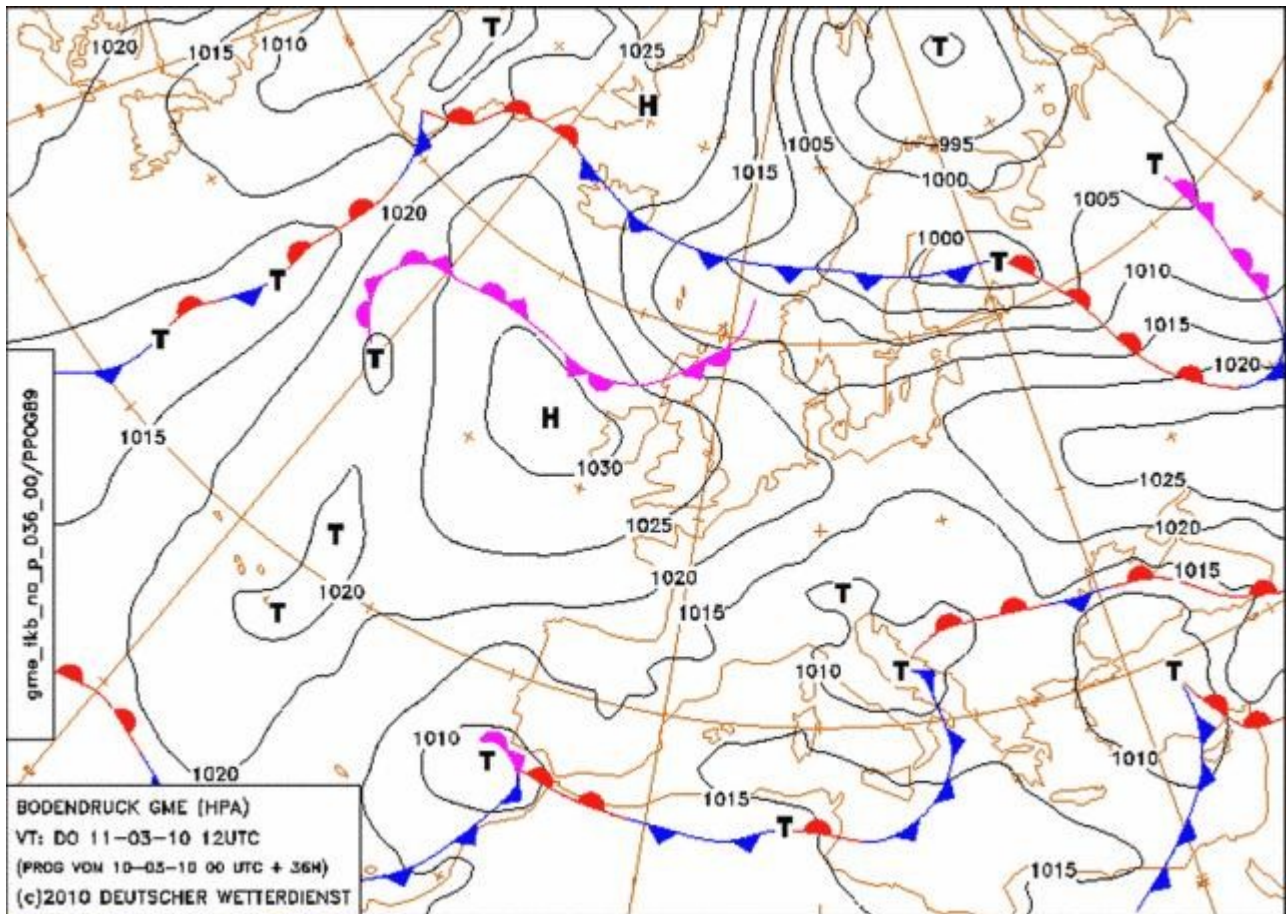 T
1020
1015
1010
1025
T
H
1005
995
1015
T
1000
1005
1020
1000
T
1010
T
T
1015
T
1020
H
1015
1030
1025
1025
T
1020
1020
1015
1015
T
1020
T
T
1010
T
1010
T
1010
1020
1015
T
1015
gme_tkb_na_p_036_00/PPOG89
BODENDRUCK GME (HPA)
VT: DO 11-03-10 12UTC
(PROG VOM 10-03-10 00 UTC + 36H)
(c)2010 DEUTSCHER WETTERDIENST